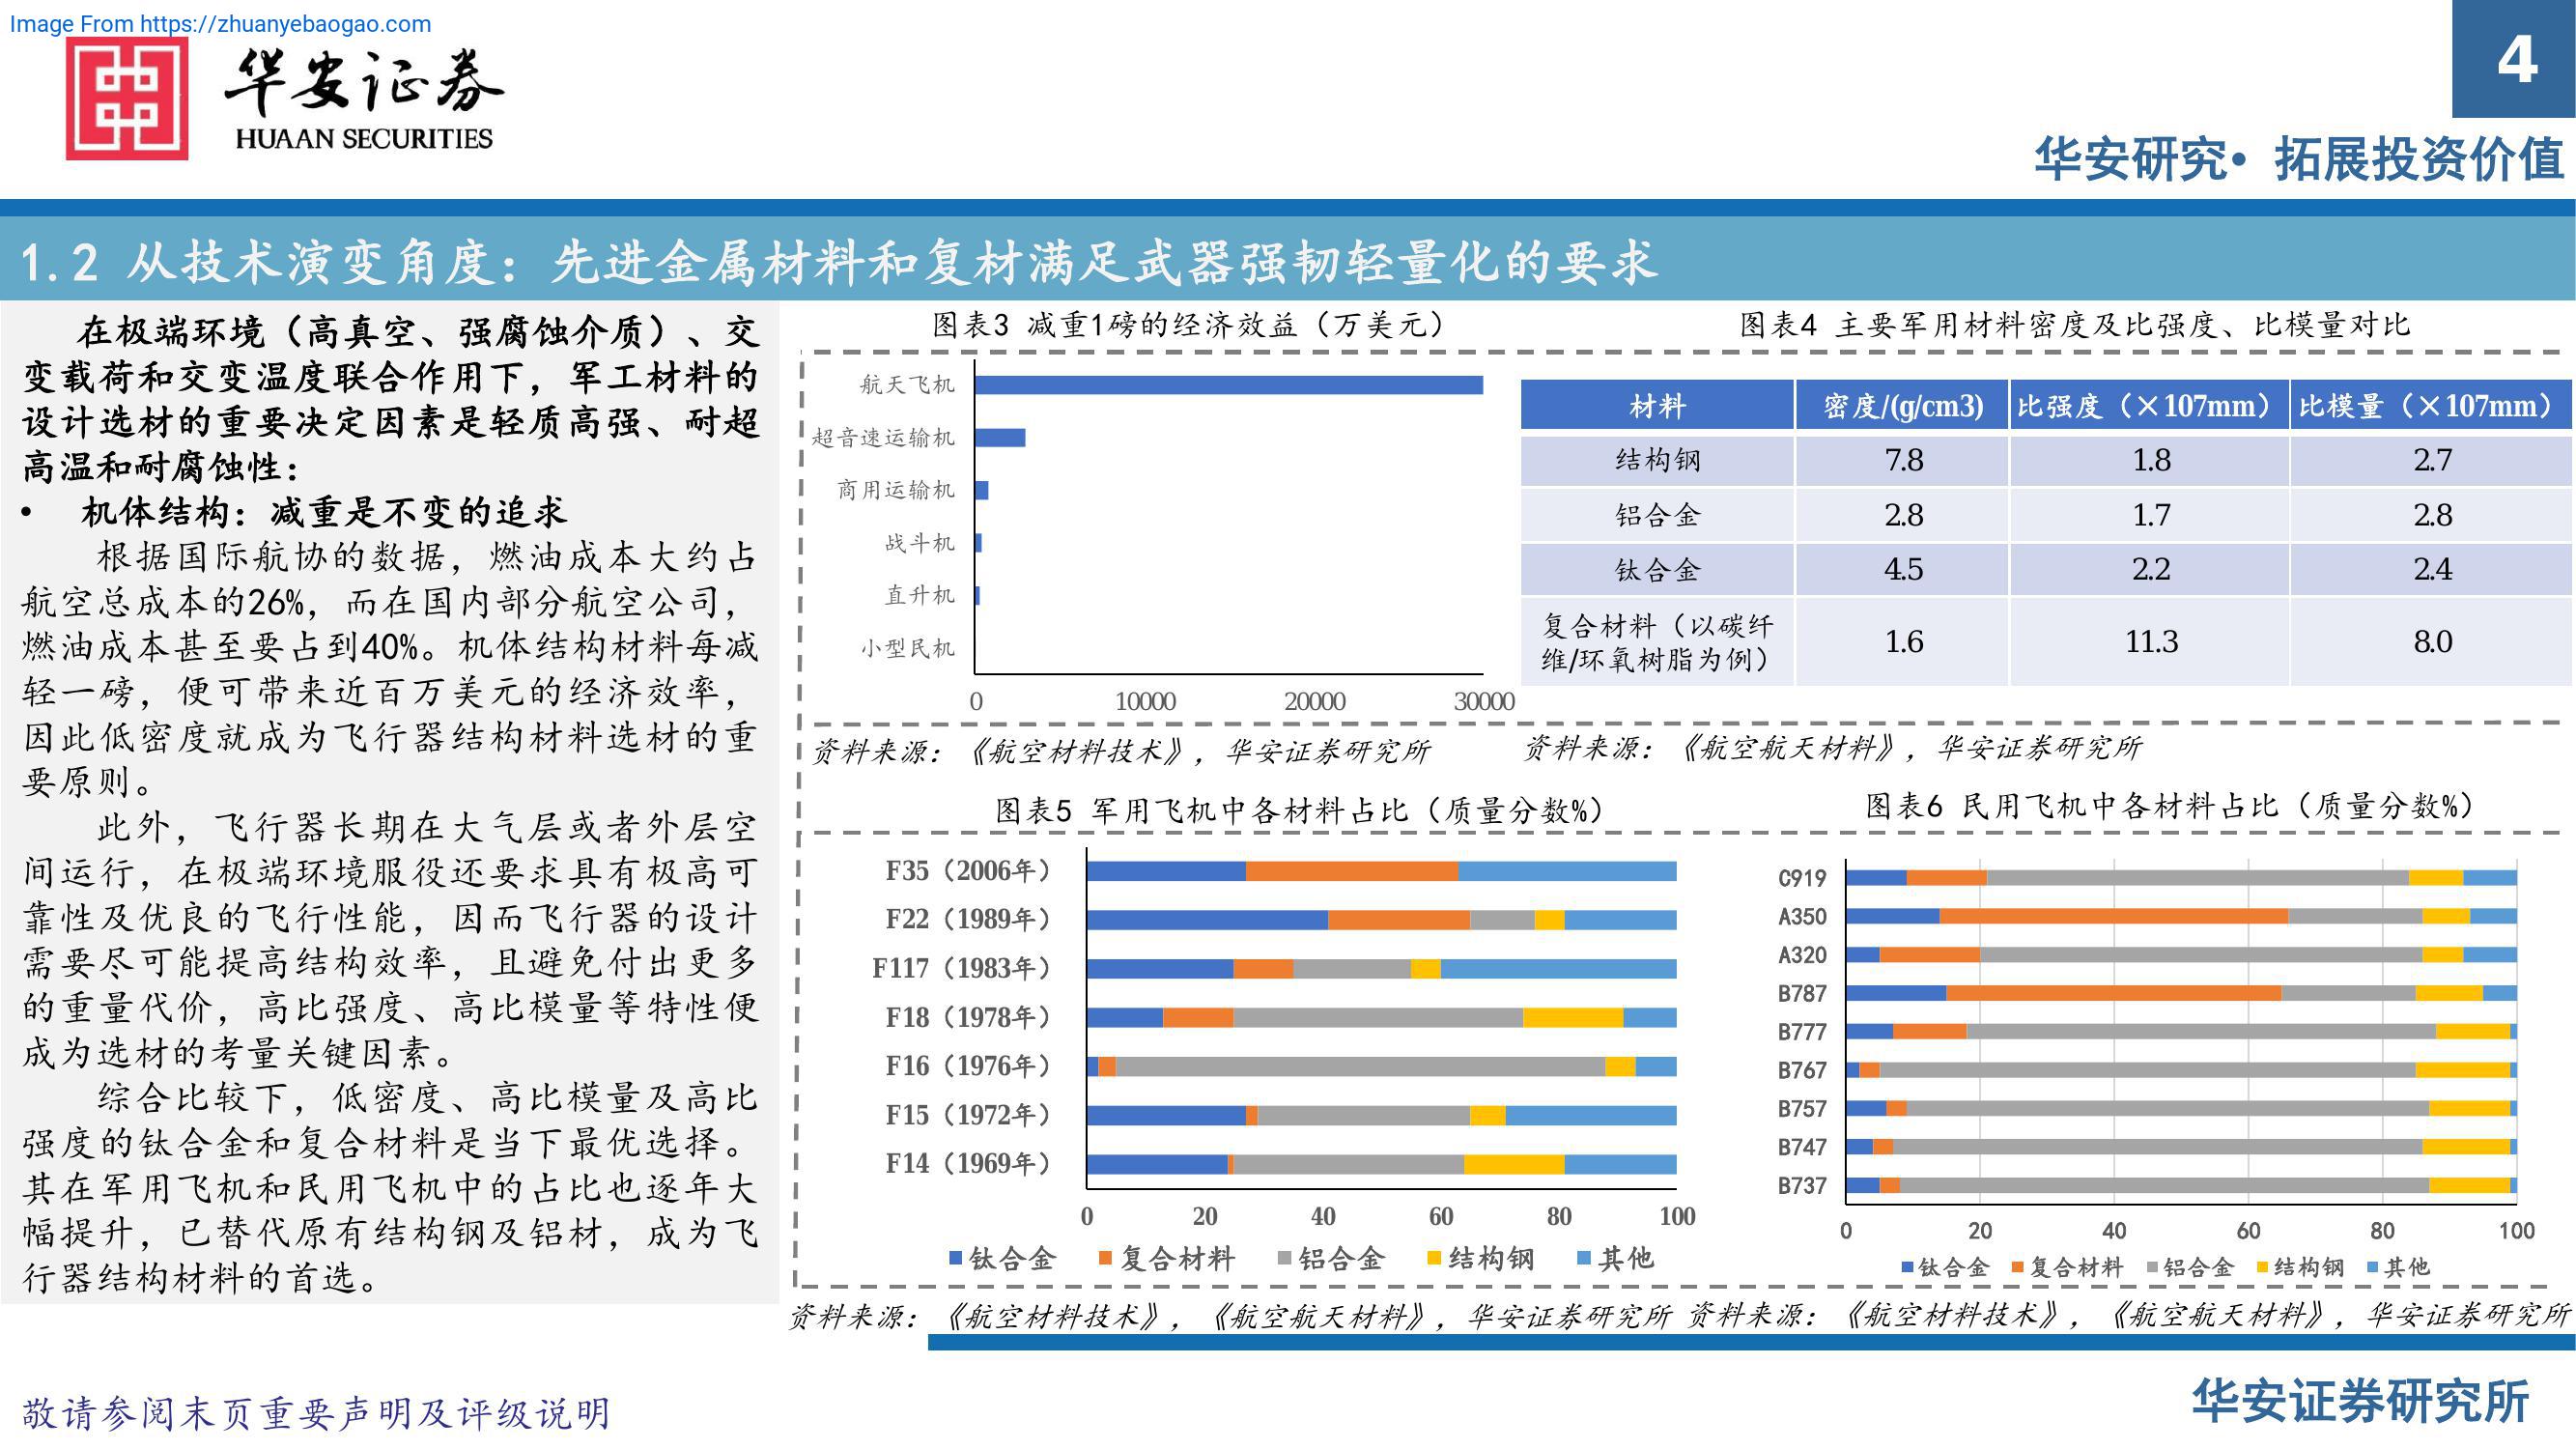 Image From https://zhuanyebaogao.com
华安证券
HUAAN SECURITIES
4
华安研究• 拓展投资价值
1.2 从技术演变角度：先进金属材料和复材满足武器强韧轻量化的要求
在极端环境（高真空、强腐蚀介质）、交
变载荷和交变温度联合作用下，军工材料的
设计选材的重要决定因素是轻质高强、耐超
高温和耐腐蚀性：
• 机体结构：减重是不变的追求
根据国际航协的数据，燃油成本大约占
航空总成本的26%，而在国内部分航空公司，
燃油成本甚至要占到40%。机体结构材料每减
轻一磅，便可带来近百万美元的经济效率，
因此低密度就成为飞行器结构材料选材的重
要原则。
此外，飞行器长期在大气层或者外层空
间运行，在极端环境服役还要求具有极高可
靠性及优良的飞行性能，因而飞行器的设计
需要尽可能提高结构效率，且避免付出更多
的重量代价，高比强度、高比模量等特性便
成为选材的考量关键因素。
综合比较下，低密度、高比模量及高比
强度的钛合金和复合材料是当下最优选择。
其在军用飞机和民用飞机中的占比也逐年大
幅提升，已替代原有结构钢及铝材，成为飞
行器结构材料的首选。
图表3 减重1磅的经济效益（万美元）
航天飞机
超音速运输机
商用运输机
战斗机
直升机
小型民机
0 10000 20000 30000
资料来源：《航空材料技术》，华安证券研究所
图表4 主要军用材料密度及比强度、比模量对比
材料 密度/(g/cm3) 比强度（×107mm） 比模量（×107mm）
结构钢 7.8 1.8 2.7
铝合金 2.8 1.7 2.8
钛合金 4.5 2.2 2.4
复合材料（以碳纤
维/环氧树脂为例） 1.6 11.3 8.0
资料来源：《航空航天材料》，华安证券研究所
图表5 军用飞机中各材料占比（质量分数%）
F35（2006年）
F22（1989年）
F117（1983年）
F18（1978年）
F16（1976年）
F15（1972年）
F14（1969年）
0 20 40 60 80 100
钛合金 复合材料 铝合金 结构钢 其他
资料来源：《航空材料技术》，《航空航天材料》，华安证券研究所
图表6 民用飞机中各材料占比（质量分数%）
C919
A350
A320
B787
B777
B767
B757
B747
B737
0 20 40 60 80 100
钛合金 复合材料 铝合金 结构钢 其他
资料来源：《航空材料技术》，《航空航天材料》，华安证券研究所
敬请参阅末页重要声明及评级说明
华安证券研究所